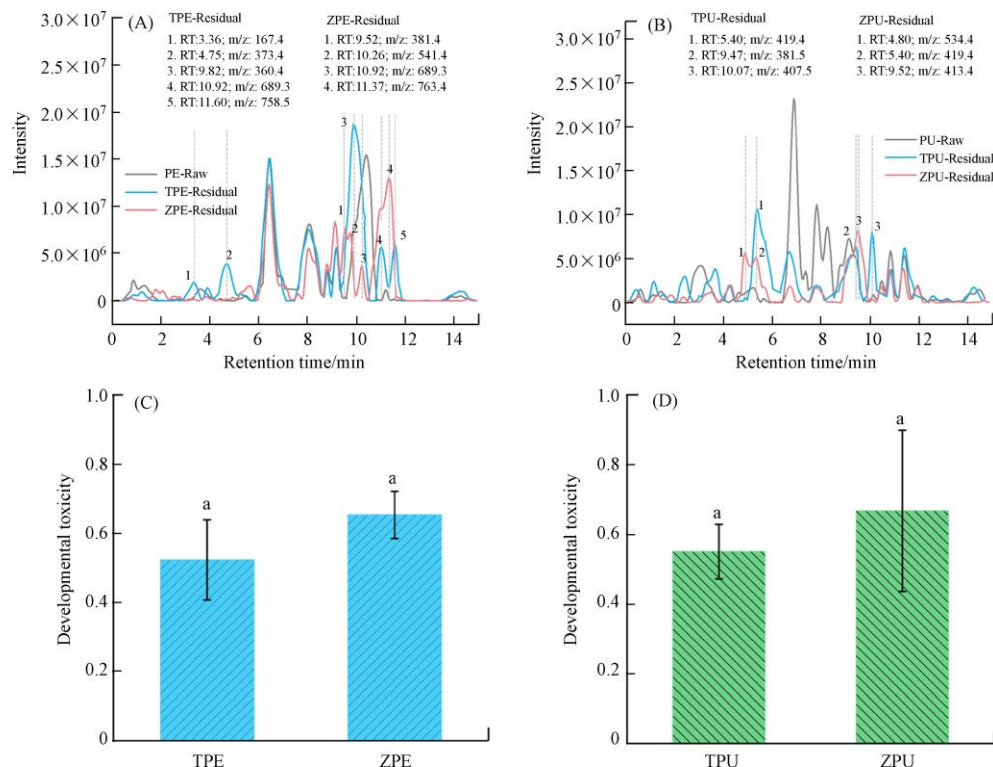 (A)
TPE-Residual
1. RT:3.36; m/z: 167.4
RT:4.75; m/z: 373.4
3. RT:9.82; m/z: 360.4
4. RT:10.92; m/z: 689.3
5. RT:11.60; m/z: 758.5
ZPE-Residual
1. RT:9.52; m/z: 381.4
2. RT:10.26; m/z: 541.4
3. RT:10.92; m/z: 689.3
4. RT:11.37; m/z: 763.4
3.0×10⁷
2.5×10⁷
2.0×10⁷
1.5×10⁷
1.0×10⁷
5.0×10⁶
0
Intensity
PE-Raw
TPE-Residual
ZPE-Residual
1
2
3
1
2
3
4
4
5
0 2 4 6 8 10 12 14
Retention time/min
(B)
TPU-Residual
1. RT:5.40; m/z: 419.4
2. RT:9.47; m/z: 381.5
3. RT:10.07; m/z: 407.5
ZPU-Residual
1. RT:4.80; m/z: 534.4
2. RT:5.40; m/z: 419.4
3. RT:9.52; m/z: 413.4
3.0×10⁷
2.5×10⁷
2.0×10⁷
1.5×10⁷
1.0×10⁷
5.0×10⁶
0
Intensity
PU-Raw
TPU-Residual
ZPU-Residual
1
1
2
2
3
3
0 2 4 6 8 10 12 14
Retention time/min
(C)
1.0
0.8
0.6
0.4
0.2
0
Developmental toxicity
a
a
TPE ZPE
(D)
1.0
0.8
0.6
0.4
0.2
0
Developmental toxicity
a
a
TPU ZPU